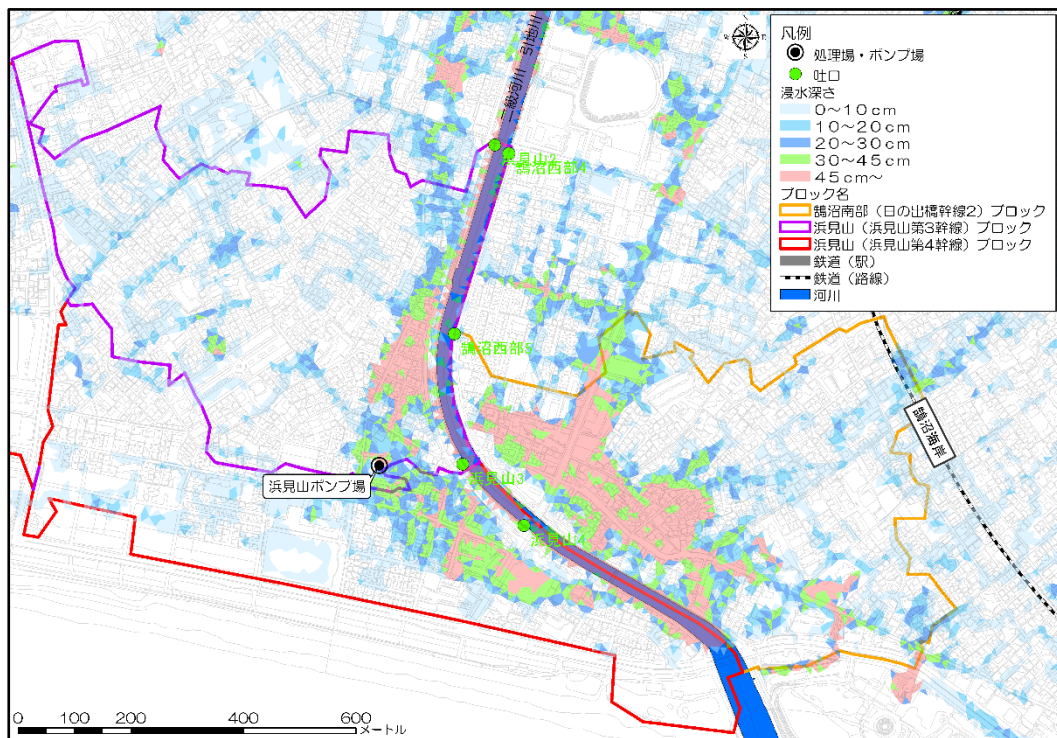 凡例
処理場・ポンプ場
吐口
浸水深さ
0～10cm
10～20cm
20～30cm
30～45cm
45cm～
ブロック名
鵠沼南部（日の出橋幹線2）ブロック
浜見山（浜見山第3幹線）ブロック
浜見山（浜見山第4幹線）ブロック
鉄道（駅）
鉄道（路線）
河川
二級河川 引地川
浜見山2
鵠沼西部4
鵠沼西部5
鵠沼海岸
浜見山3
浜見山ポンプ場
浜見山4
0 100 200 400 600
メートル